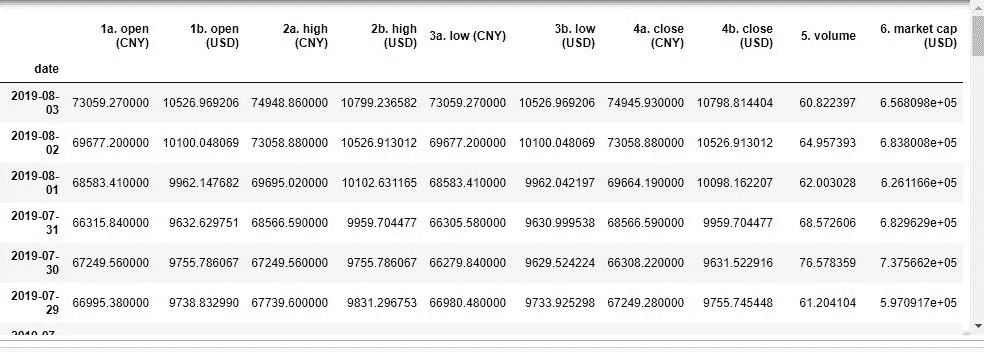 1a. open (CNY) 1b. open (USD) 2a. high (CNY) 2b. high (USD) 3a. low (CNY) 3b. low (USD) 4a. close (CNY) 4b. close (USD) 5. volume 6. market cap (USD)
date
2019-08-03 73059.270000 10526.969206 74948.860000 10799.236582 73059.270000 10526.969206 74945.930000 10798.814404 60.822397 6.568098e+05
2019-08-02 69677.200000 10100.048069 73058.880000 10526.913012 69677.200000 10100.048069 73058.880000 10526.913012 64.957393 6.838008e+05
2019-08-01 68583.410000 9962.147682 69695.020000 10102.631165 68583.410000 9962.042197 69664.190000 10098.162207 62.003028 6.261166e+05
2019-07-31 66315.840000 9632.629751 68566.590000 9959.704477 66305.580000 9630.999538 68566.590000 9959.704477 68.572606 6.829629e+05
2019-07-30 67249.560000 9755.786067 67249.560000 9755.786067 66279.840000 9629.524224 66308.220000 9631.522916 76.578359 7.375662e+05
2019-07-29 66995.380000 9738.832990 67739.600000 9831.296753 66980.480000 9733.925298 67249.280000 9755.745448 61.204104 5.970917e+05
2019-07-